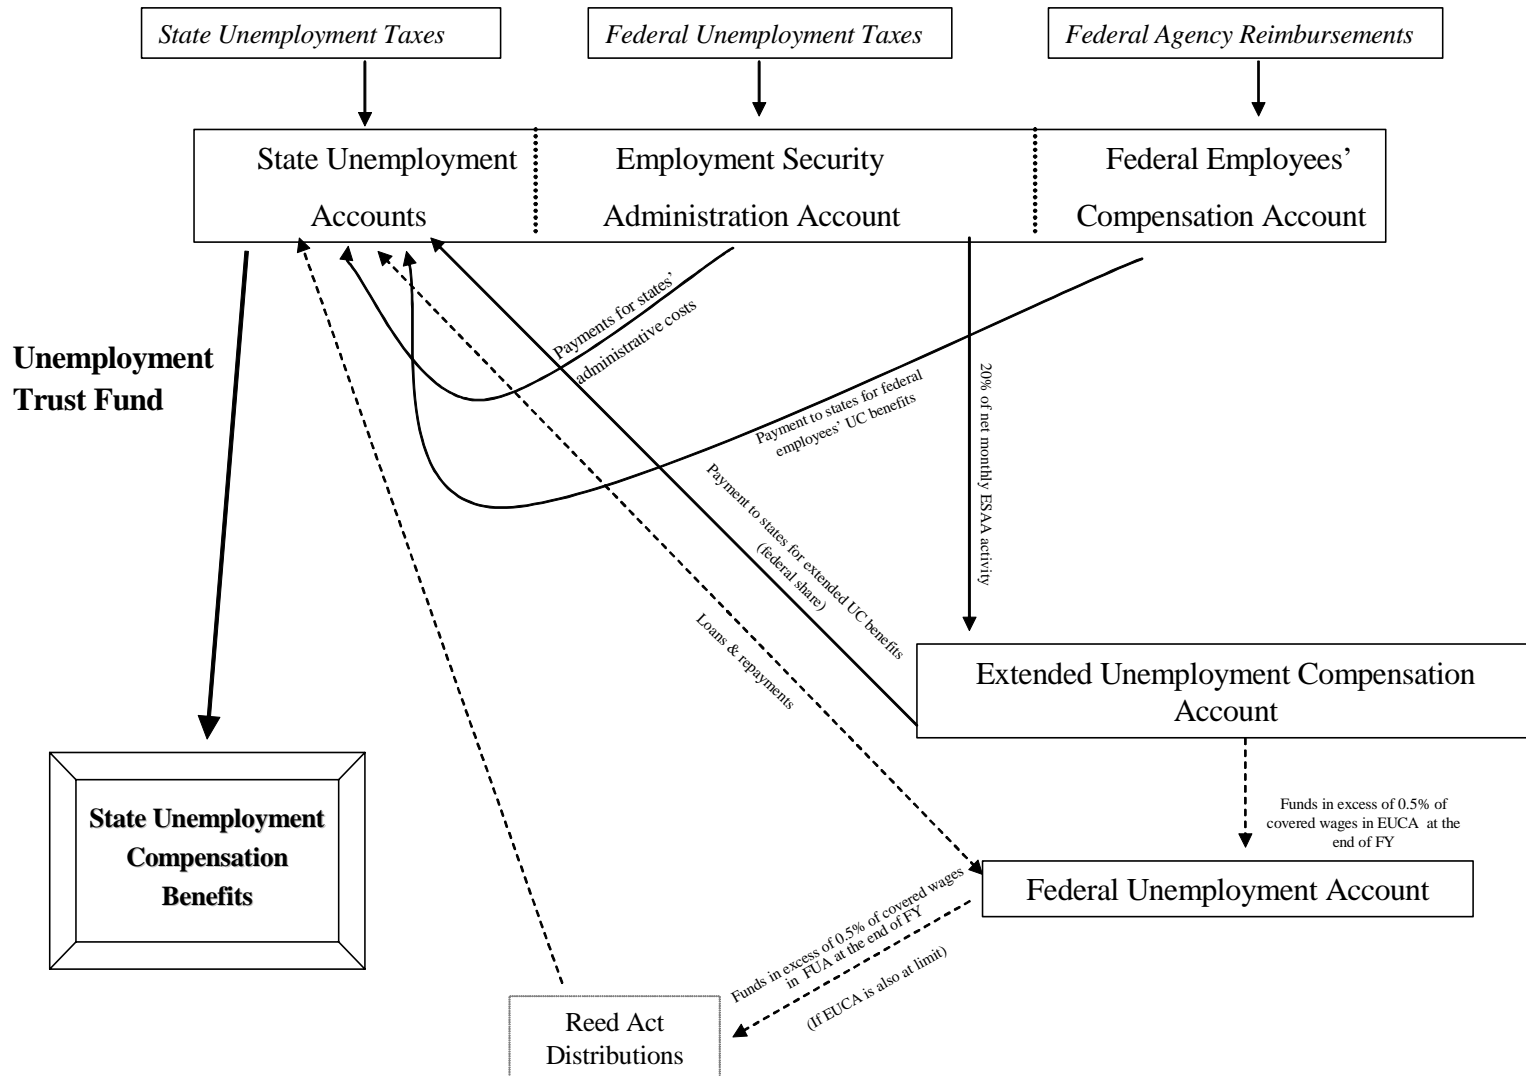 State Unemployment Taxes
Federal Unemployment Taxes
Federal Agency Reimbursements
State Unemployment
Accounts
Employment Security
Administration Account
Federal Employees’
Compensation Account
Unemployment
Trust Fund
Payments for states’
administrative costs
Payment to states for federal
employees’ UC benefits
20% of net monthly ESAA activity
Payment to states for extended UC benefits
(federal share)
Loans & repayments
Extended Unemployment Compensation
Account
State Unemployment
Compensation
Benefits
Funds in excess of 0.5% of
covered wages in EUCA at the
end of FY
Federal Unemployment Account
Funds in excess of 0.5% of covered wages
in FUA at the end of FY
(If EUCA is also at limit)
Reed Act
Distributions